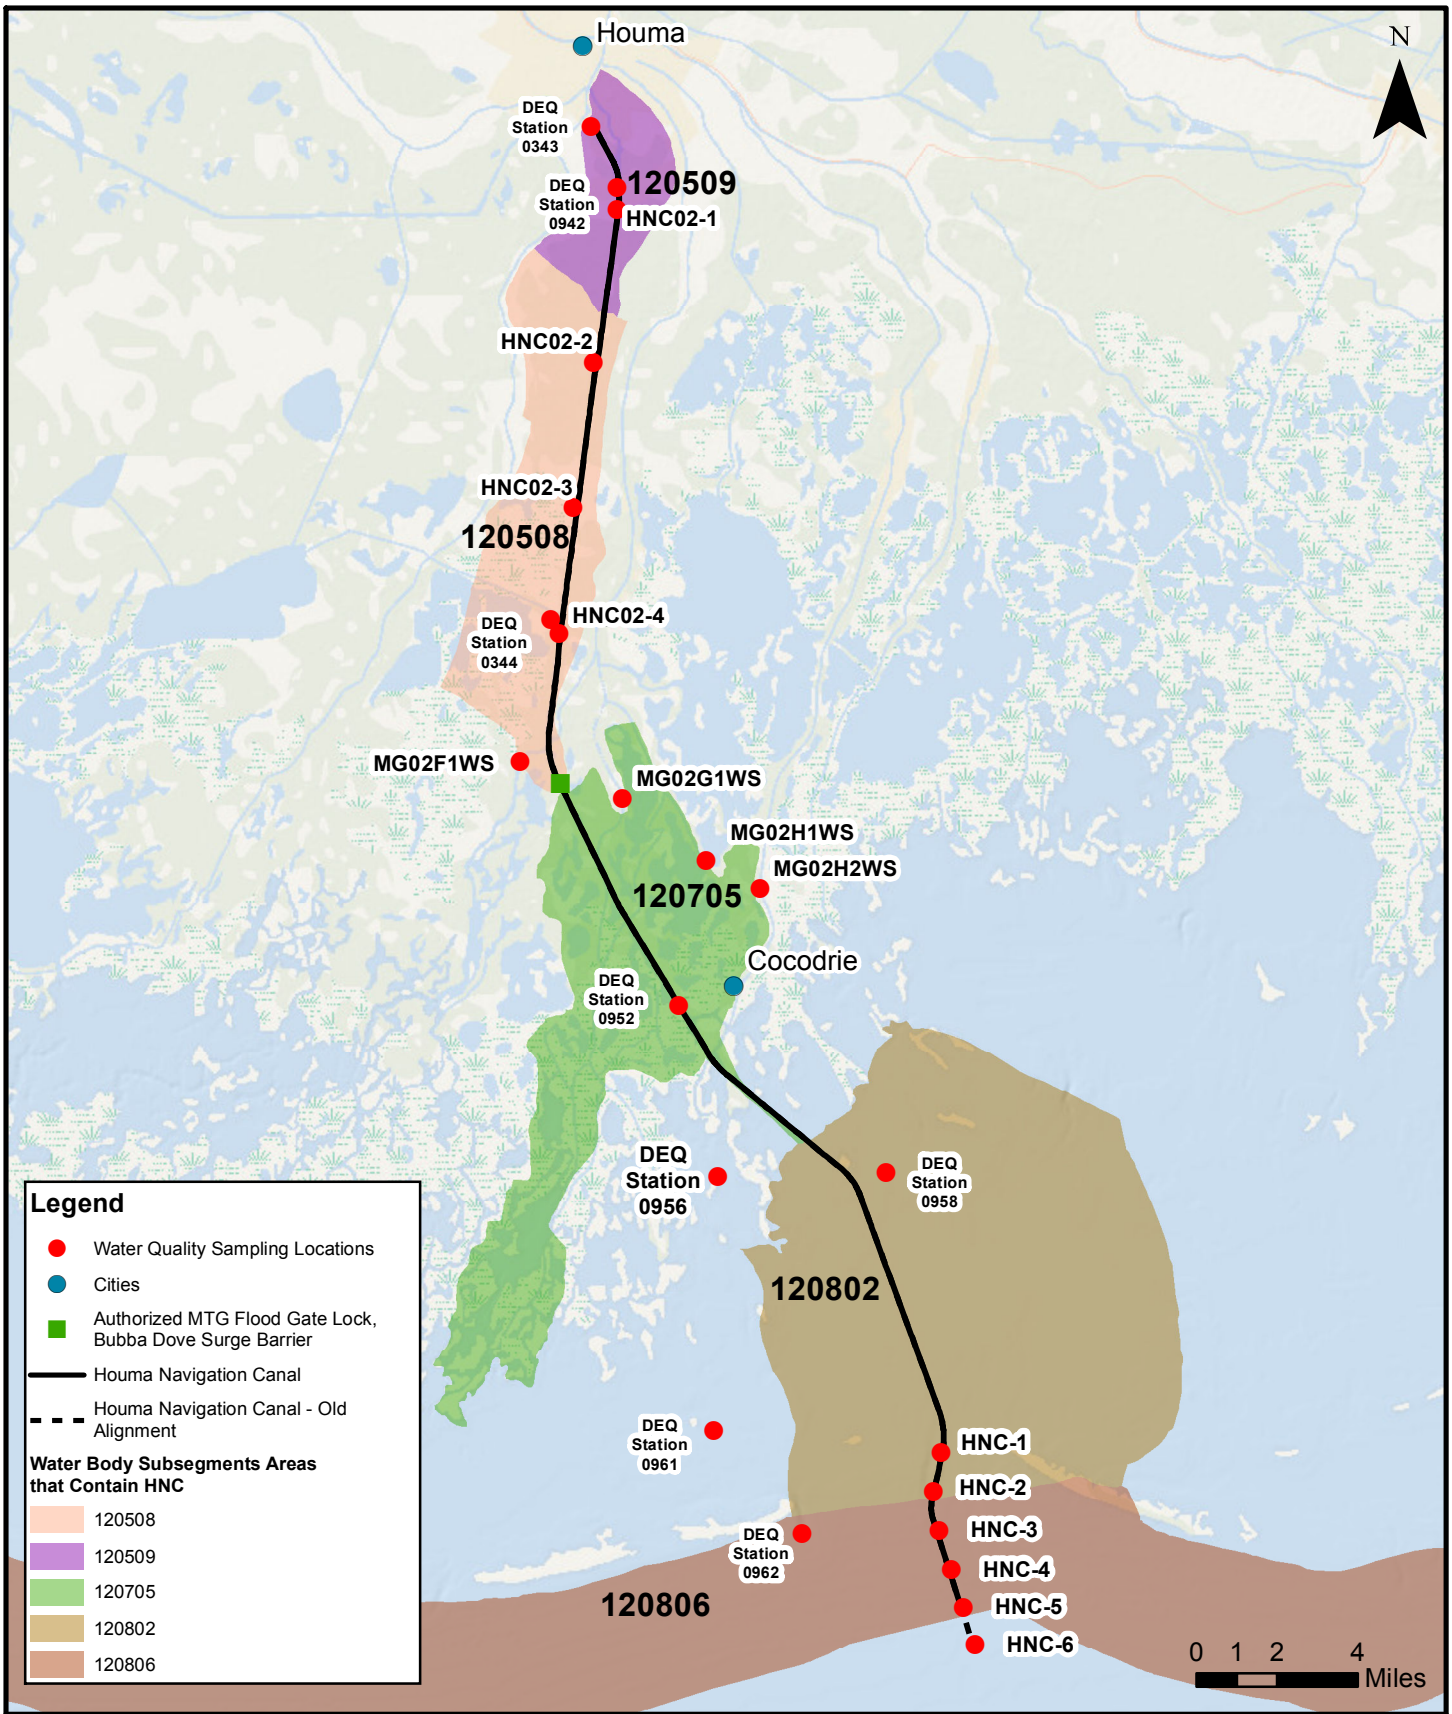 Houma
N
DEQ
Station
0343
120509
DEQ
Station
0942
HNC02-1
HNC02-2
HNC02-3
120508
HNC02-4
DEQ
Station
0344
MG02F1WS
MG02G1WS
MG02H1WS
MG02H2WS
120705
Cocodrie
DEQ
Station
0952
DEQ
Station
0956
DEQ
Station
0958
120802
DEQ
Station
0961
HNC-1
HNC-2
HNC-3
DEQ
Station
0962
HNC-4
120806
HNC-5
HNC-6
0 1 2 4
Miles
Legend
Water Quality Sampling Locations
Cities
Authorized MTG Flood Gate Lock,
Bubba Dove Surge Barrier
Houma Navigation Canal
Houma Navigation Canal - Old
Alignment
Water Body Subsegments Areas
that Contain HNC
120508
120509
120705
120802
120806